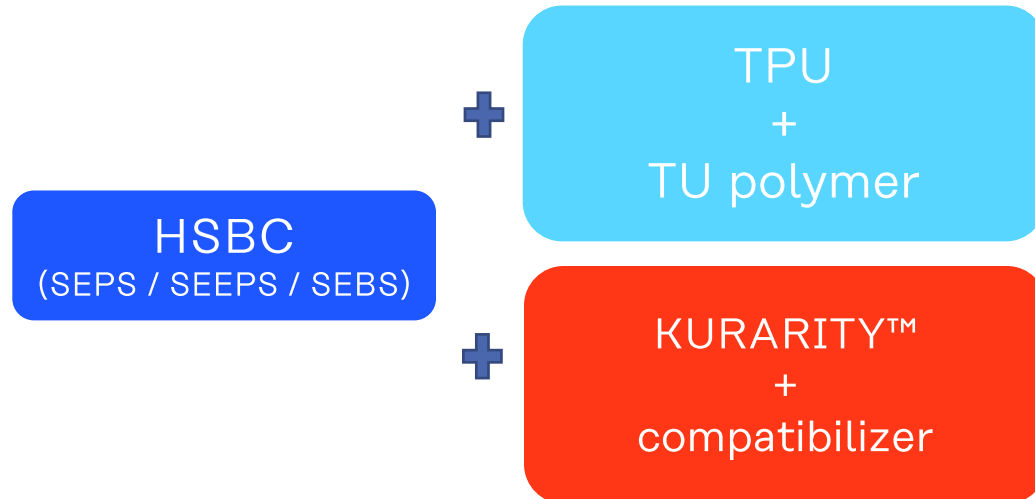 HSBC
(SEPS / SEEPS / SEBS)
TPU
+
TU polymer
KURARITY™
+
compatibilizer